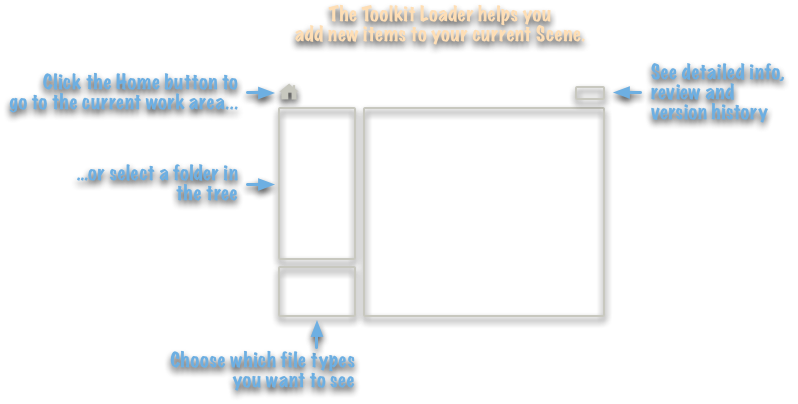 The Toolkit Loader helps you
add new items to your current Scene
Click the Home button to
go to the current work area...
See detailed info,
review and
version history
...or select a folder in
the tree
Choose which file types
you want to see